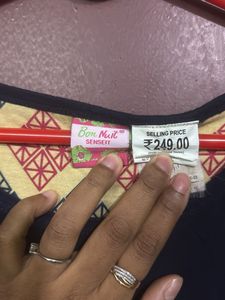 Bon Nuit
SENSEIT
SELLING PRICE
₹249.00